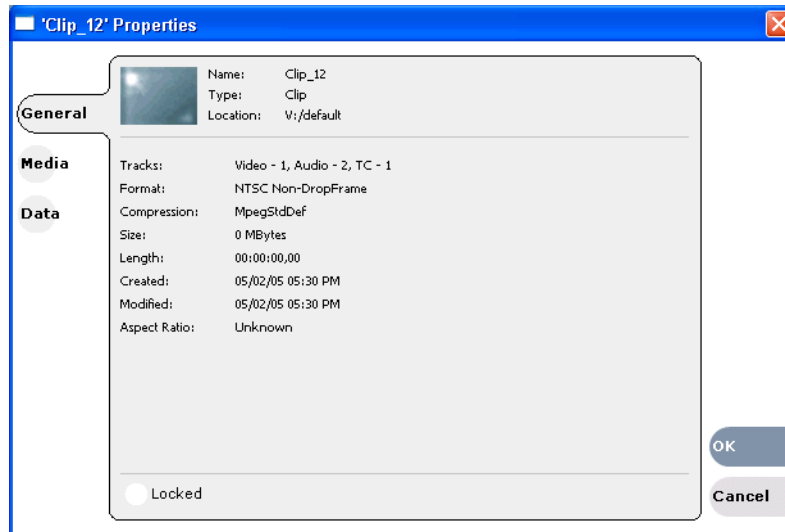 'Clip_12' Properties
General
Media
Data
Name: Clip_12
Type: Clip
Location: V:/default
Tracks: Video - 1, Audio - 2, TC - 1
Format: NTSC Non-DropFrame
Compression: MpegStdDef
Size: 0 MBytes
Length: 00:00:00,00
Created: 05/02/05 05:30 PM
Modified: 05/02/05 05:30 PM
Aspect Ratio: Unknown
Locked
OK
Cancel